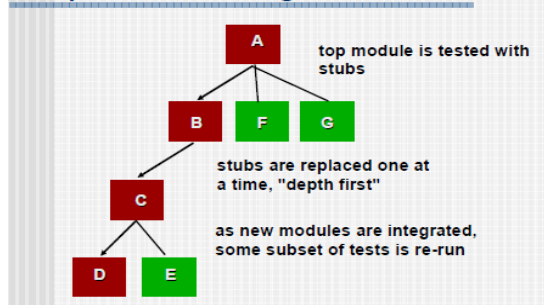 A
top module is tested with
stubs
B
F
G
stubs are replaced one at
a time, "depth first"
C
as new modules are integrated,
some subset of tests is re-run
D
E